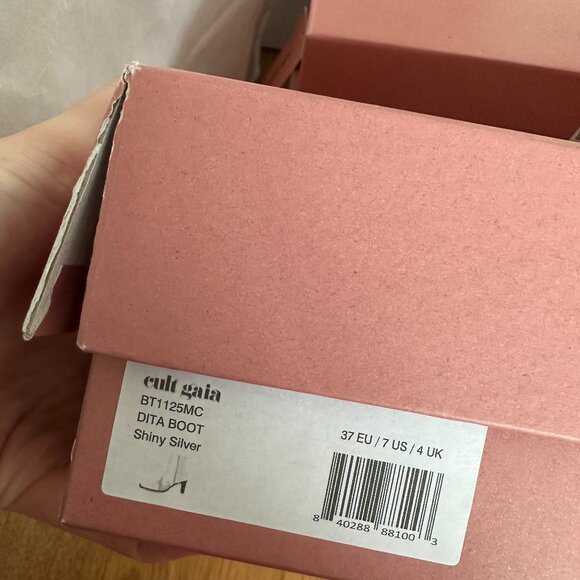 cult gaia
BT1125MC
DITA BOOT
Shiny Silver
37 EU / 7 US / 4 UK
8 40288 88100 3